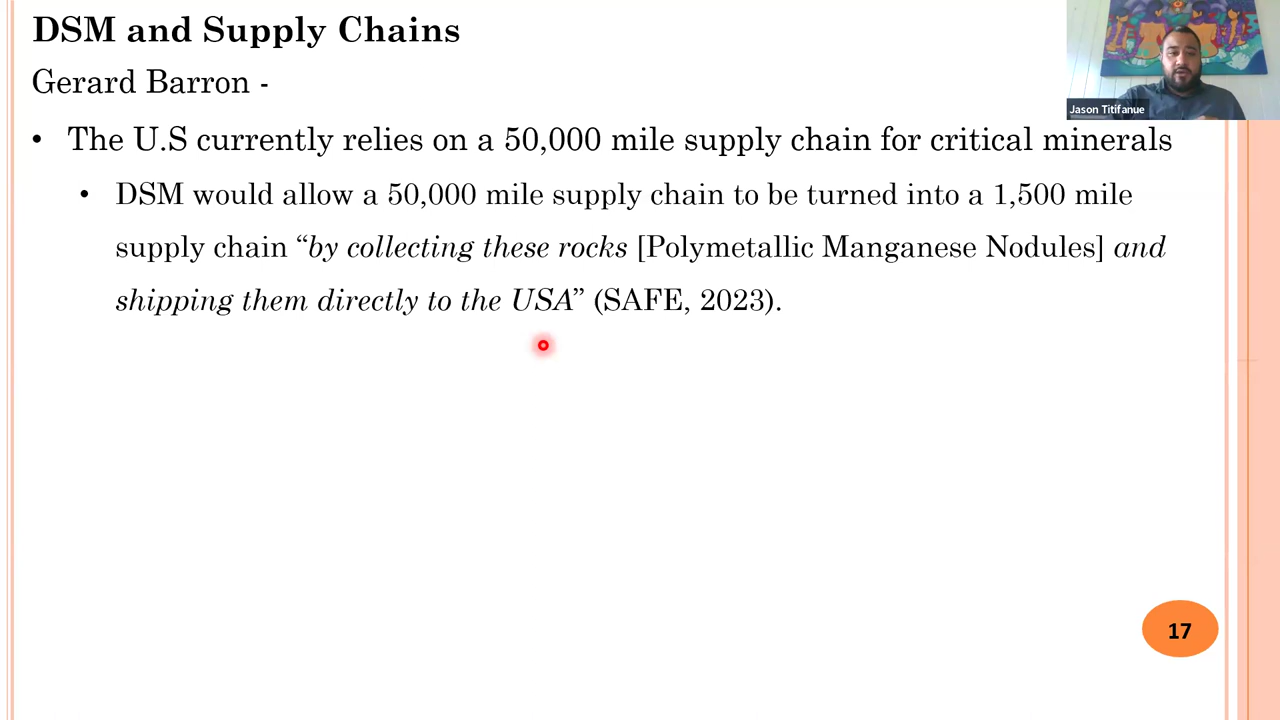 DSM and Supply Chains
Jason Titifanue
Gerard Barron -
• The U.S currently relies on a 50,000 mile supply chain for critical minerals
• DSM would allow a 50,000 mile supply chain to be turned into a 1,500 mile
supply chain “by collecting these rocks [Polymetallic Manganese Nodules] and
shipping them directly to the USA” (SAFE, 2023).
17